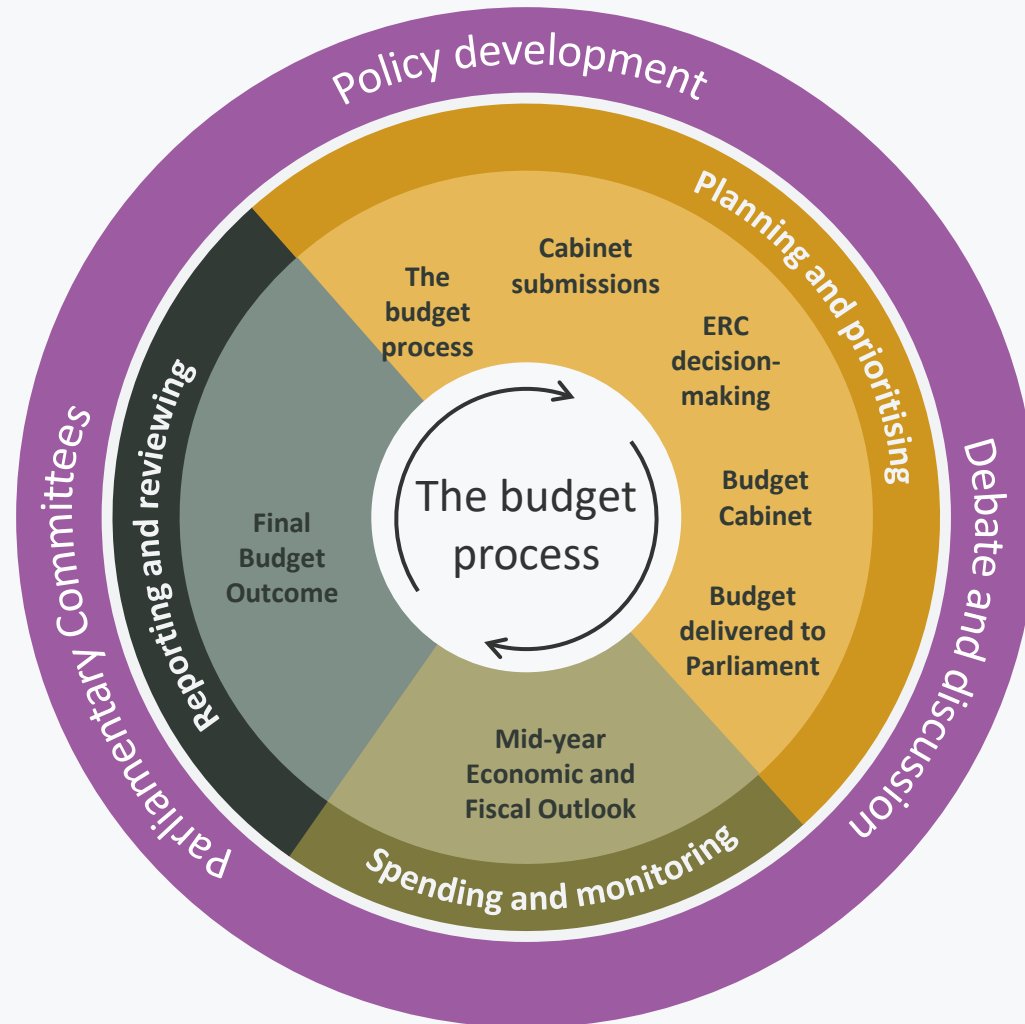 Policy development
Planning and prioritising
Cabinet
submissions
The
budget
process
ERC
decision-
making
Budget
Cabinet
Budget
delivered to
Parliament
The budget
process
Debate and discussion
Mid-year
Economic and
Fiscal Outlook
Spending and monitoring
Final
Budget
Outcome
Reporting and reviewing
Parliamentary Committees